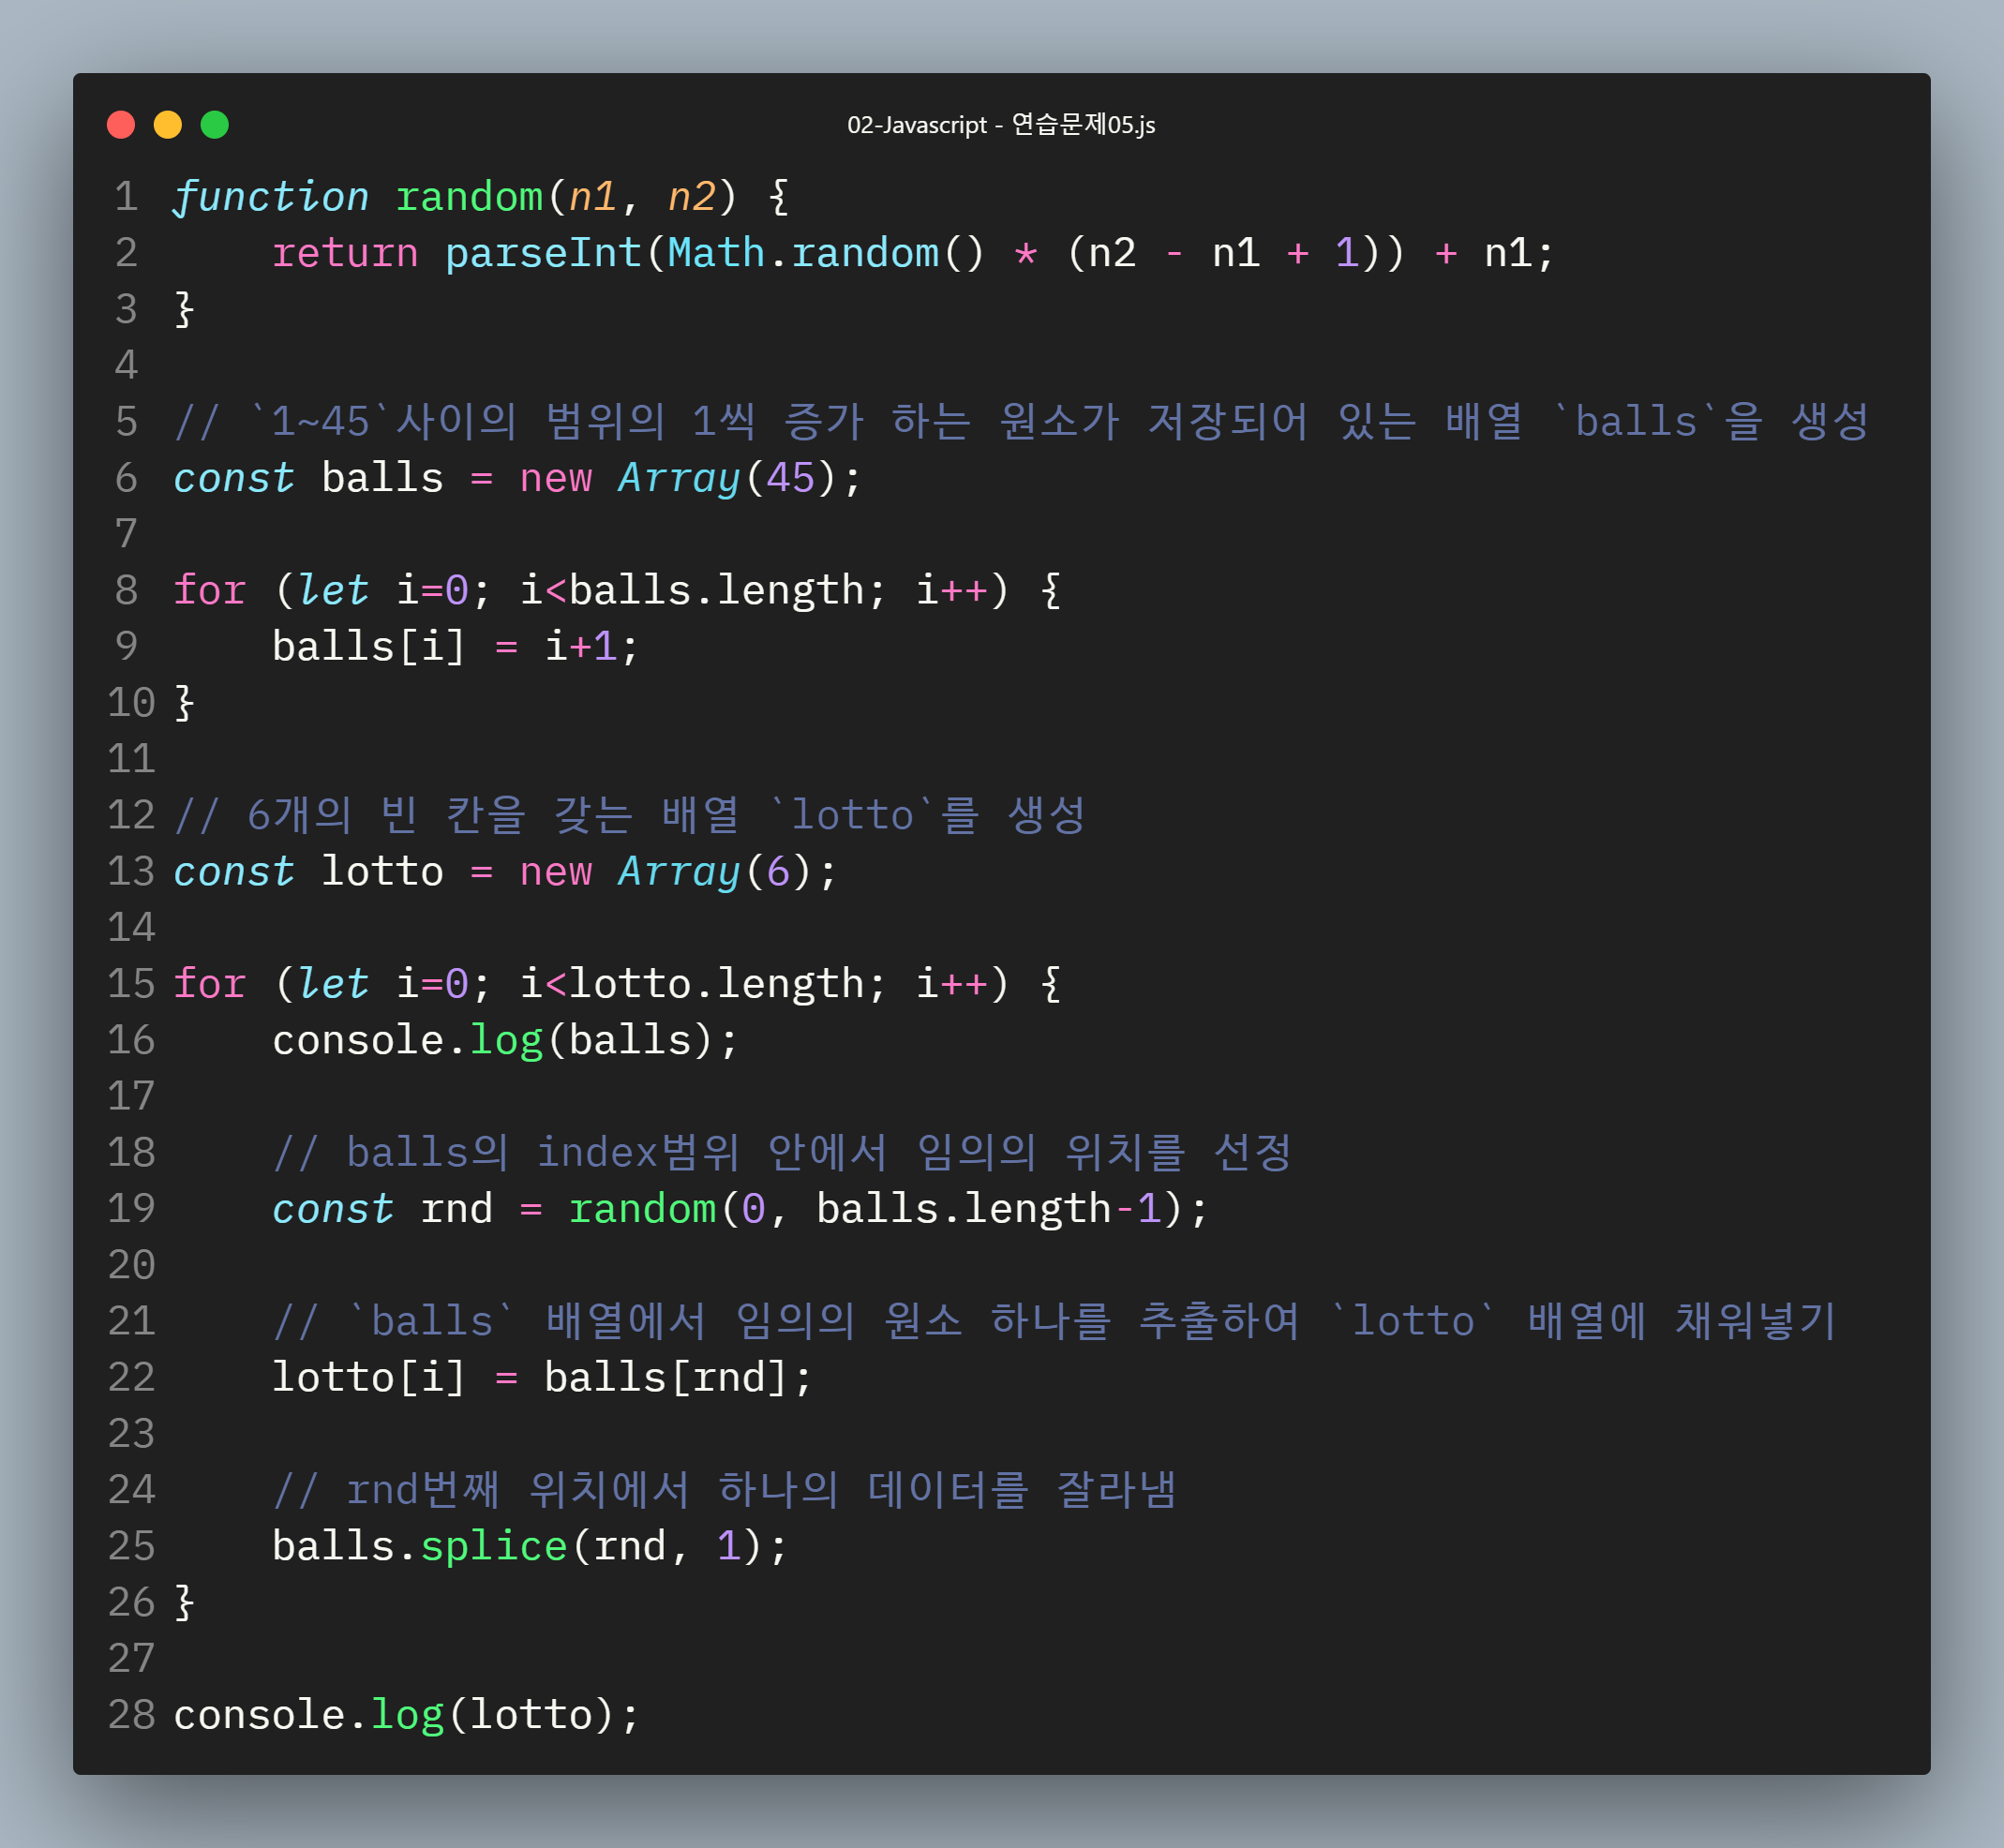 02-Javascript - 연습문제05.js
1 function random(n1, n2) {
2     return parseInt(Math.random() * (n2 - n1 + 1)) + n1;
3 }
4
5 // `1~45`사이의 범위의 1씩 증가 하는 원소가 저장되어 있는 배열 `balls`을 생성
6 const balls = new Array(45);
7
8 for (let i=0; i<balls.length; i++) {
9     balls[i] = i+1;
10 }
11
12 // 6개의 빈 칸을 갖는 배열 `lotto`를 생성
13 const lotto = new Array(6);
14
15 for (let i=0; i<lotto.length; i++) {
16     console.log(balls);
17
18     // balls의 index범위 안에서 임의의 위치를 선정
19     const rnd = random(0, balls.length-1);
20
21     // `balls` 배열에서 임의의 원소 하나를 추출하여 `lotto` 배열에 채워넣기
22     lotto[i] = balls[rnd];
23
24     // rnd번째 위치에서 하나의 데이터를 잘라냄
25     balls.splice(rnd, 1);
26 }
27
28 console.log(lotto);